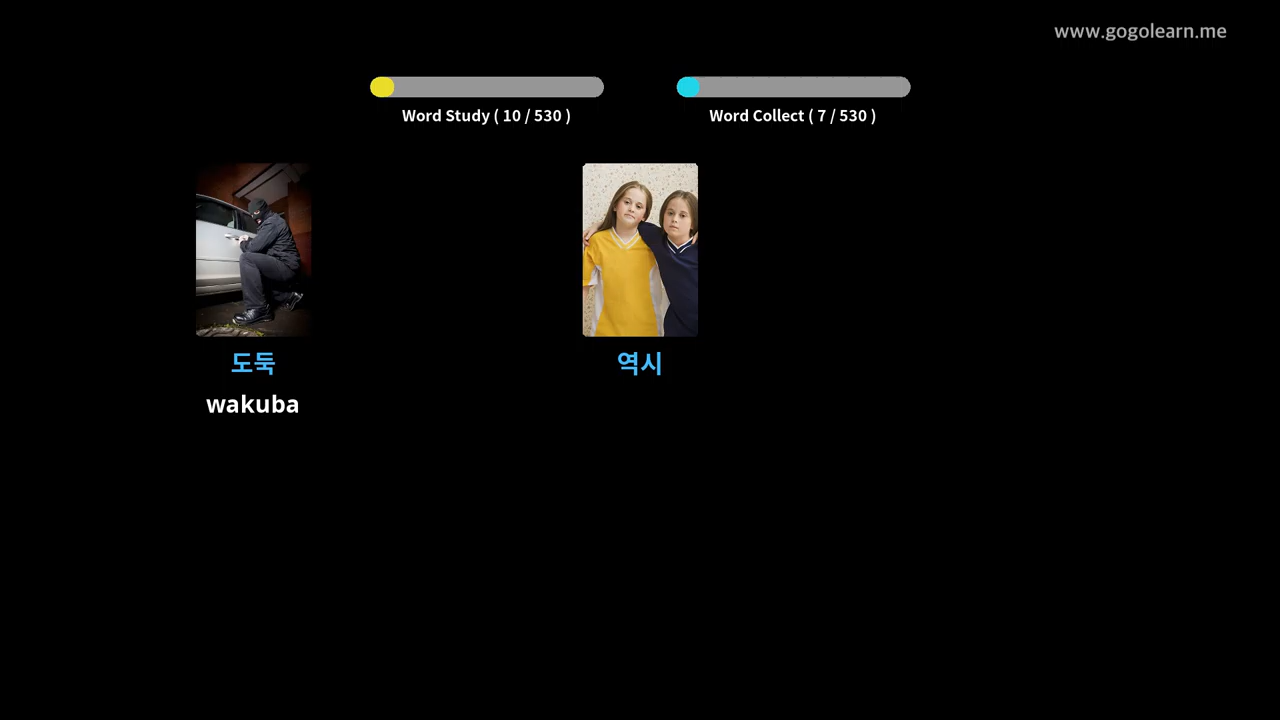 www.gogolearn.me
Word Study ( 10 / 530 )
Word Collect ( 7 / 530 )
도둑
역시
wakuba